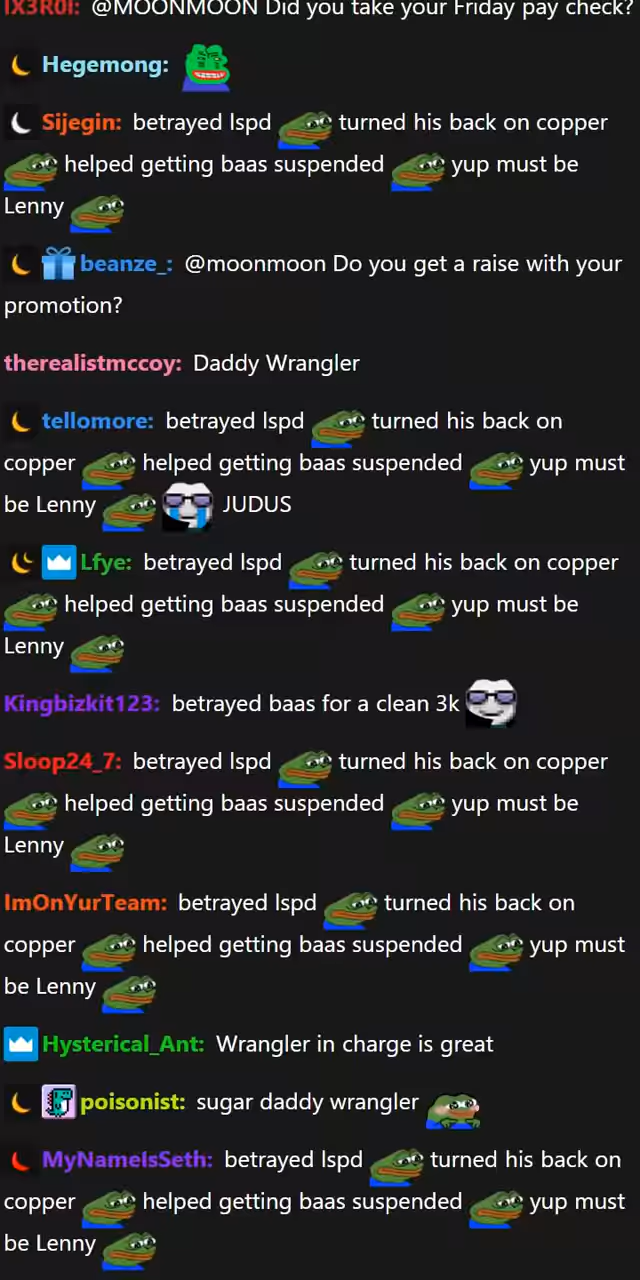 IX3R0I: @MOONMOON Did you take your Friday pay check?
Hegemong:
Sijegin: betrayed lspd turned his back on copper
helped getting baas suspended yup must be
Lenny
beanze_: @moonmoon Do you get a raise with your
promotion?
therealistmccoy: Daddy Wrangler
tellomore: betrayed lspd turned his back on
copper helped getting baas suspended yup must
be Lenny JUDUS
Lfye: betrayed lspd turned his back on copper
helped getting baas suspended yup must be
Lenny
Kingbizkit123: betrayed baas for a clean 3k
Sloop24_7: betrayed lspd turned his back on copper
helped getting baas suspended yup must be
Lenny
ImOnYurTeam: betrayed lspd turned his back on
copper helped getting baas suspended yup must
be Lenny
Hysterical_Ant: Wrangler in charge is great
poisonist: sugar daddy wrangler
MyNameIsSeth: betrayed lspd turned his back on
copper helped getting baas suspended yup must
be Lenny